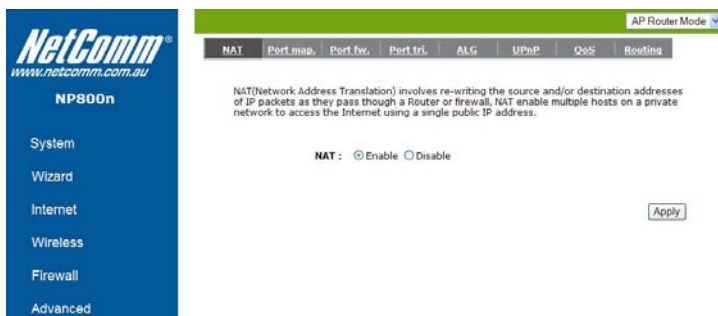 AP Router Mode
NetComm®
www.netcomm.com.au
NP800n
System
Wizard
Internet
Wireless
Firewall
Advanced
NAT Port map. Port fw. Port tri. ALG UPnP QoS Routing
NAT(Network Address Translation) involves re-writing the source and/or destination addresses
of IP packets as they pass though a Router or firewall, NAT enable multiple hosts on a private
network to access the Internet using a single public IP address.
NAT : Enable Disable
Apply